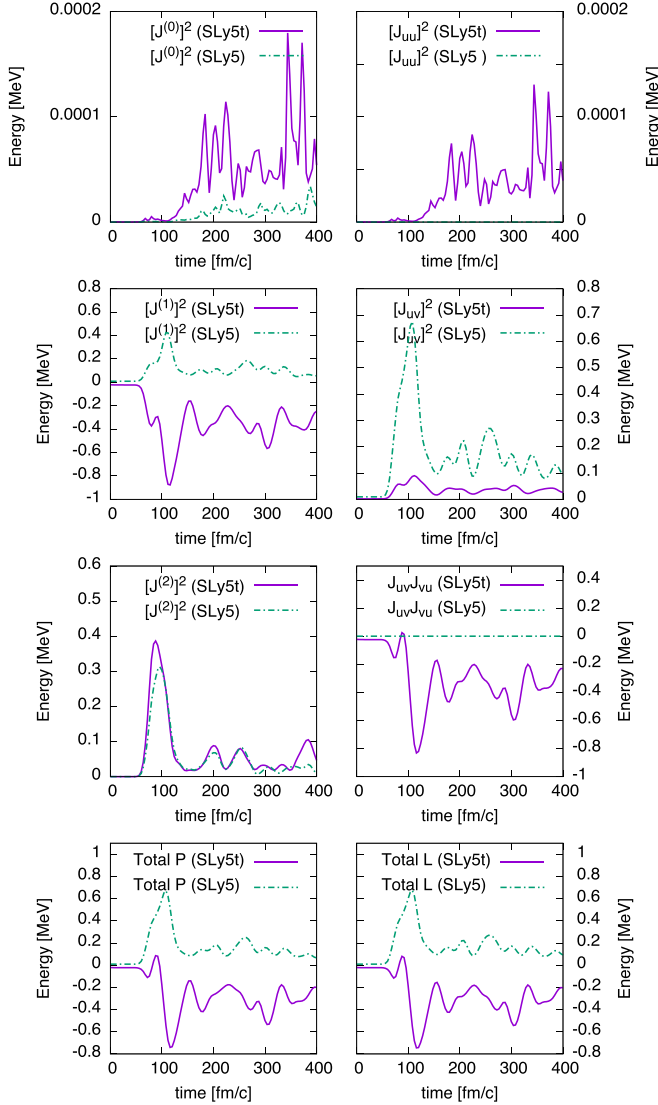 0.0002 0.0002
[J(0)]2 (SLy5t) [Juu]2 (SLy5t)
[J(0)]2 (SLy5) [Juu]2 (SLy5 )
Energy [MeV] 0.0001 0.0001 Energy [MeV]
0 0
0 100 200 300 400 0 100 200 300 400
time [fm/c] time [fm/c]
0.8 0.8
[J(1)]2 (SLy5t) [Juv]2 (SLy5t) 0.7
0.6
[J(1)]2 (SLy5) [Juv]2 (SLy5) 0.6
0.4
0.5
0.2
Energy [MeV] 0 0.4 Energy [MeV]
-0.2 0.3
-0.4
0.2
-0.6
-0.8 0.1
-1 0
0 100 200 300 400 0 100 200 300 400
time [fm/c] time [fm/c]
0.6
[J(2)]2 (SLy5t) JuvJvu (SLy5t) 0.4
0.5
[J(2)]2 (SLy5) JuvJvu (SLy5) 0.2
0.4
0
Energy [MeV] 0.3 -0.2 Energy [MeV]
-0.4
0.2
-0.6
0.1
-0.8
0 -1
0 100 200 300 400 0 100 200 300 400
time [fm/c] time [fm/c]
1 Total P (SLy5t) Total L (SLy5t) 1
0.8 Total P (SLy5) Total L (SLy5) 0.8
0.6 0.6
0.4 0.4
0.2 0.2
Energy [MeV] 0 0 Energy [MeV]
-0.2 -0.2
-0.4 -0.4
-0.6 -0.6
-0.8 -0.8
0 100 200 300 400 0 100 200 300 400
time [fm/c] time [fm/c]